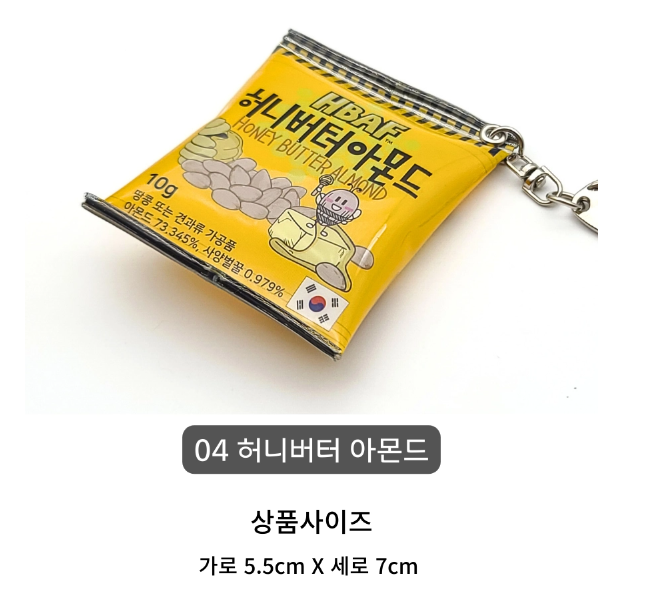 HBAF
허니버터아몬드
HONEY BUTTER ALMOND
10g
땅콩 또는 견과류 가공품
아몬드 73.345%, 사양벌꿀 0.979%
04 허니버터 아몬드
상품사이즈
가로 5.5cm X 세로 7cm